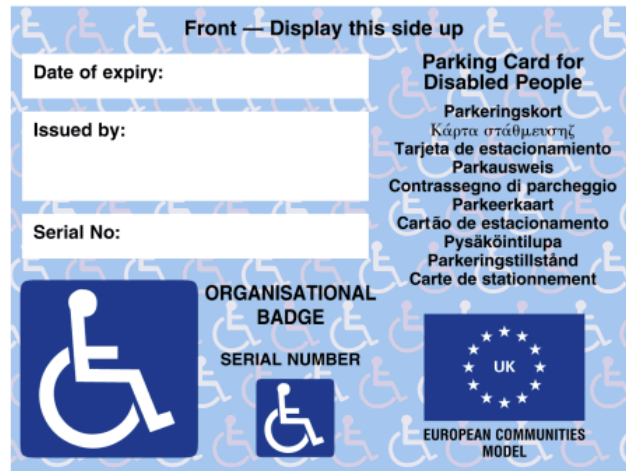 Front — Display this side up
Date of expiry:
Issued by:
Serial No:
Parking Card for
Disabled People
Parkeringskort
Κάρτα στάθμευσηζ
Tarjeta de estacionamiento
Parkausweis
Contrassegno di parcheggio
Parkeerkaart
Cartão de estacionamento
Pysäköintilupa
Parkeringstillstånd
Carte de stationnement
ORGANISATIONAL
BADGE
SERIAL NUMBER
UK
EUROPEAN COMMUNITIES
MODEL